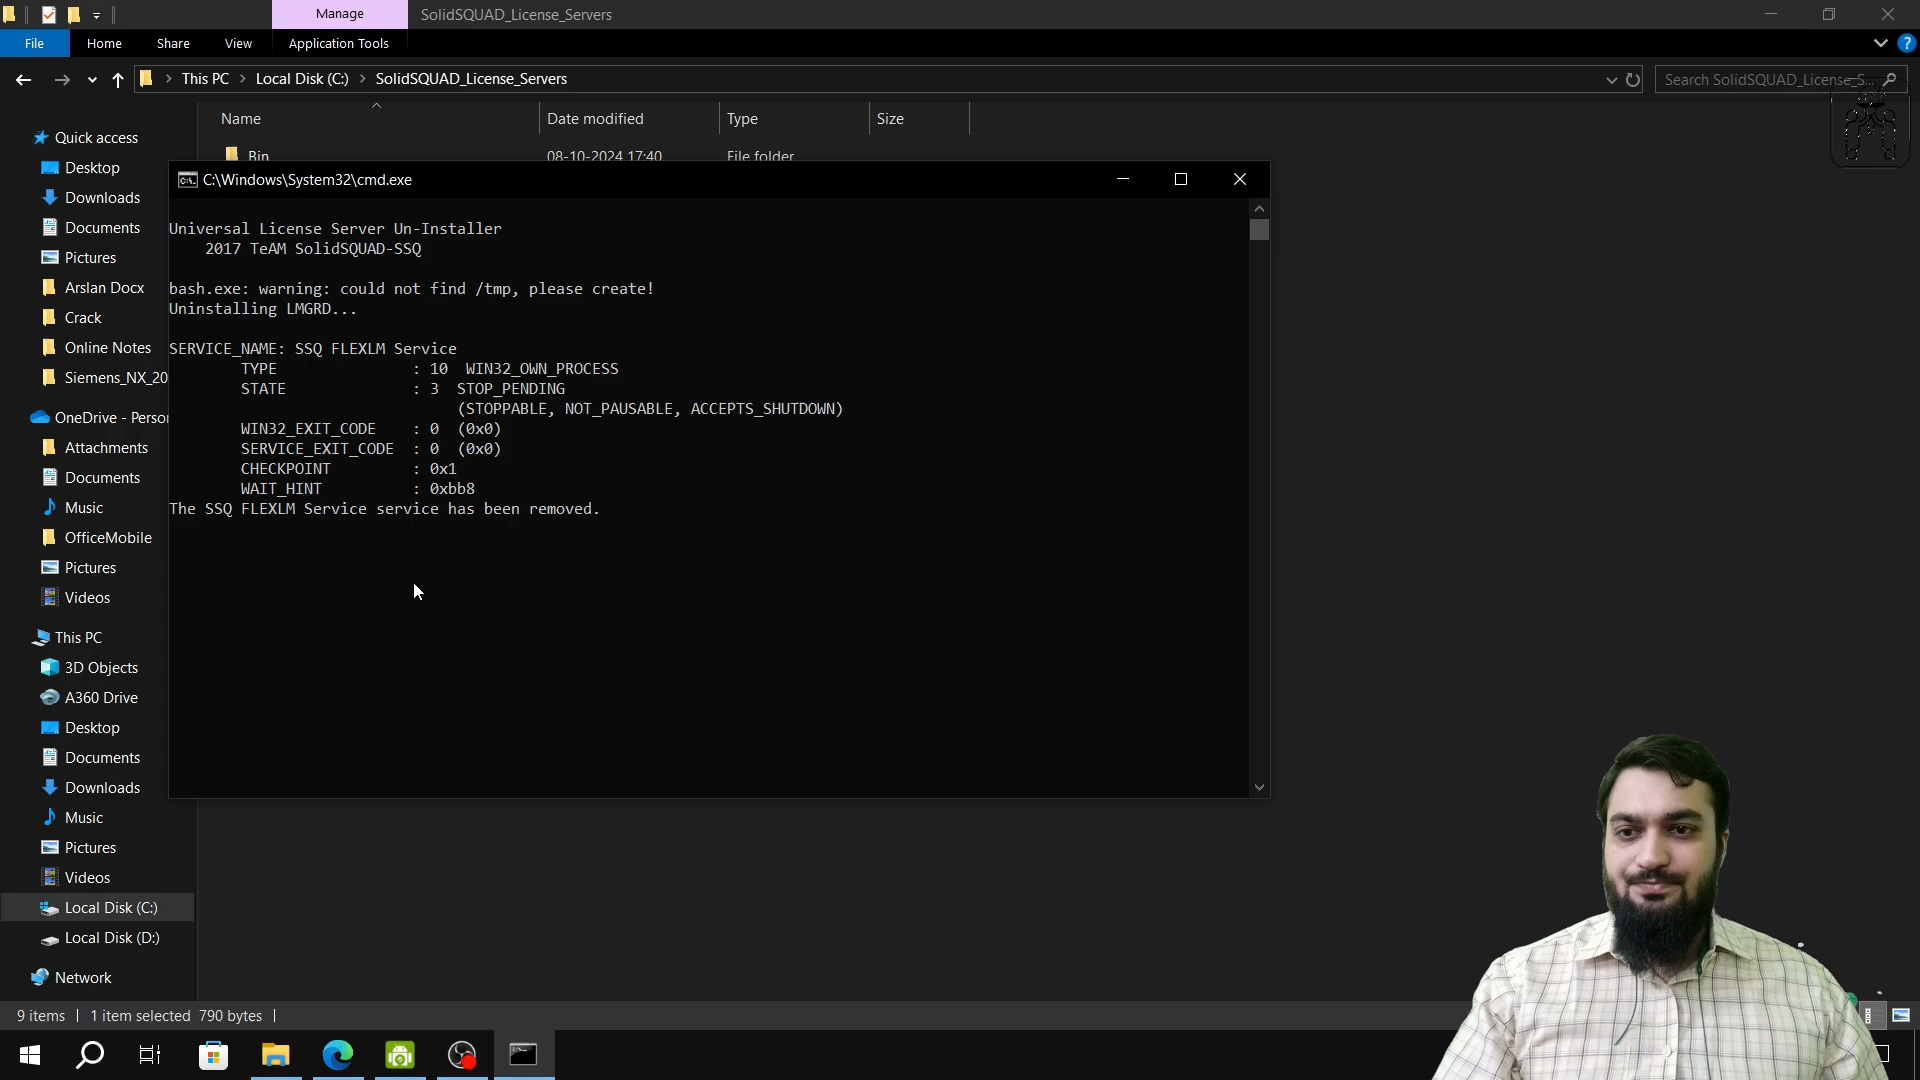 Manage
SolidSQUAD_License_Servers
File
Home
Share
View
Application Tools
This PC
Local Disk (C:)
SolidSQUAD_License_Servers
Search SolidSQUAD_License_S...
Name
Date modified
Type
Size
Bin
08-10-2024 17:40
File folder
Quick access
Desktop
Downloads
Documents
Pictures
Arslan Docx
Crack
Online Notes
Siemens_NX_20
OneDrive - Person
Attachments
Documents
Music
OfficeMobile
Pictures
Videos
This PC
3D Objects
A360 Drive
Desktop
Documents
Downloads
Music
Pictures
Videos
Local Disk (C:)
Local Disk (D:)
Network
C:\Windows\System32\cmd.exe
Universal License Server Un-Installer
2017 TeAM SolidSQUAD-SSQ
bash.exe: warning: could not find /tmp, please create!
Uninstalling LMGRD...
SERVICE_NAME: SSQ FLEXLM Service
TYPE : 10 WIN32_OWN_PROCESS
STATE : 3 STOP_PENDING
(STOPPABLE, NOT_PAUSABLE, ACCEPTS_SHUTDOWN)
WIN32_EXIT_CODE : 0 (0x0)
SERVICE_EXIT_CODE : 0 (0x0)
CHECKPOINT : 0x1
WAIT_HINT : 0xbb8
The SSQ FLEXLM Service service has been removed.
9 items
1 item selected 790 bytes